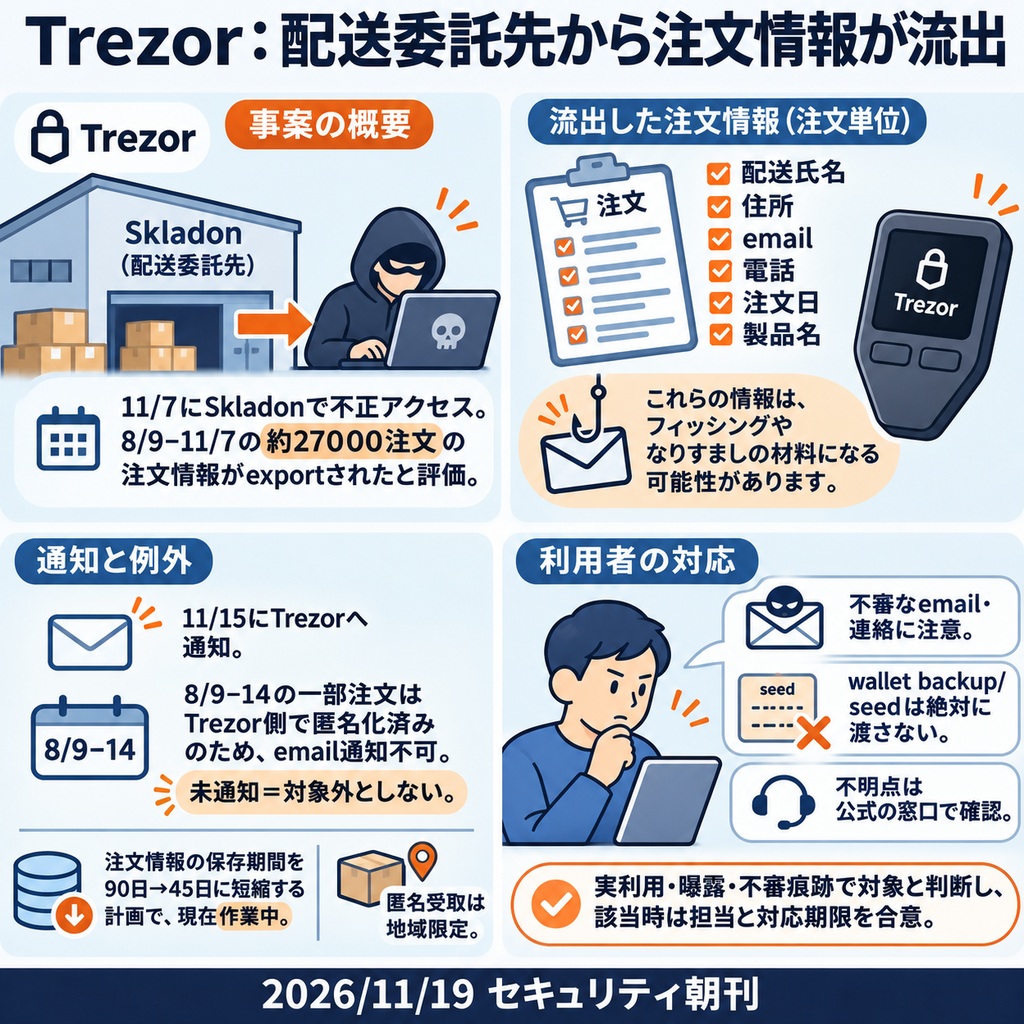 Trezor：配送委託先から注文情報が流出
Trezor
事案の概要
Skladon
（配送委託先）
11/7にSkladonで不正アクセス。
8/9–11/7の約27000注文の
注文情報がexportされたと評価。
流出した注文情報（注文単位）
注文
配送氏名
住所
email
電話
注文日
製品名
Trezor
これらの情報は、
フィッシングや
なりすましの材料になる
可能性があります。
通知と例外
11/15にTrezorへ
通知。
8/9–14
8/9–14の一部注文は
Trezor側で匿名化済み
のため、email通知不可。
未通知＝対象外としない。
注文情報の保存期間を
90日→45日に短縮する
計画で、現在作業中。
匿名受取は
地域限定。
利用者の対応
不審なemail・
連絡に注意。
seed
wallet backup/
seedは絶対に
渡さない。
不明点は
公式の窓口で確認。
実利用・曝露・不審痕跡で対象と判断し、
該当時は担当と対応期限を合意。
2026/11/19 セキュリティ朝刊